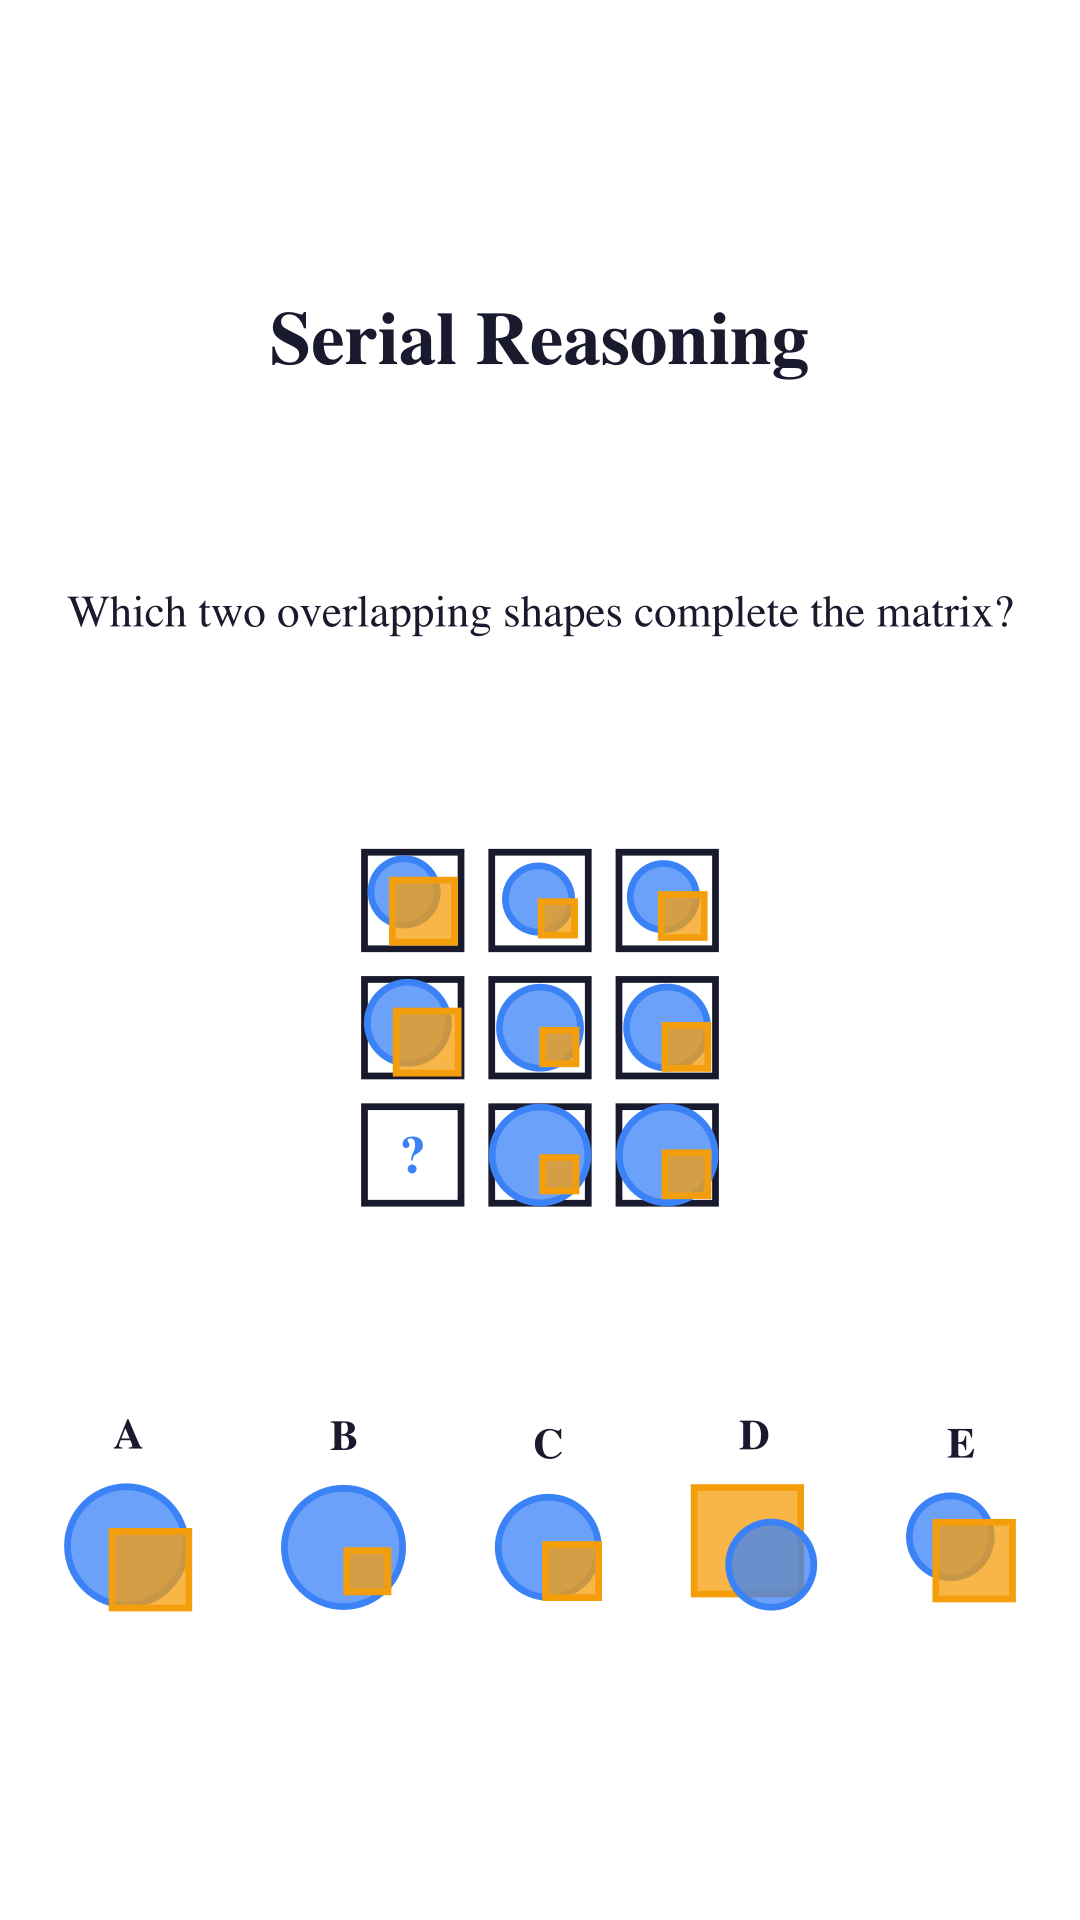 Serial Reasoning
Which two overlapping shapes complete the matrix?
?
A B C D E